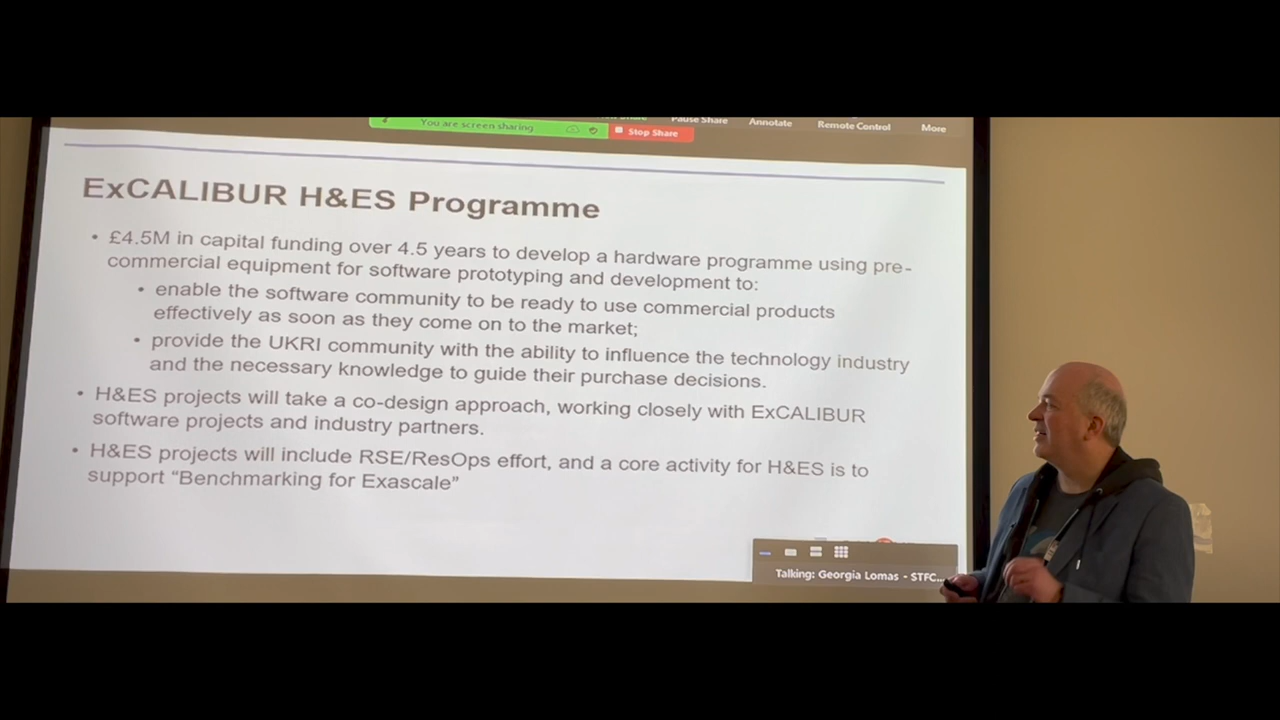 You are screen sharing
Stop Share
Pause Share
Annotate
Remote Control
More
ExCALIBUR H&ES Programme
• £4.5M in capital funding over 4.5 years to develop a hardware programme using pre-
commercial equipment for software prototyping and development to:
• enable the software community to be ready to use commercial products
effectively as soon as they come on to the market;
• provide the UKRI community with the ability to influence the technology industry
and the necessary knowledge to guide their purchase decisions.
• H&ES projects will take a co-design approach, working closely with ExCALIBUR
software projects and industry partners.
• H&ES projects will include RSE/ResOps effort, and a core activity for H&ES is to
support “Benchmarking for Exascale”
Talking: Georgia Lomas - STFC...